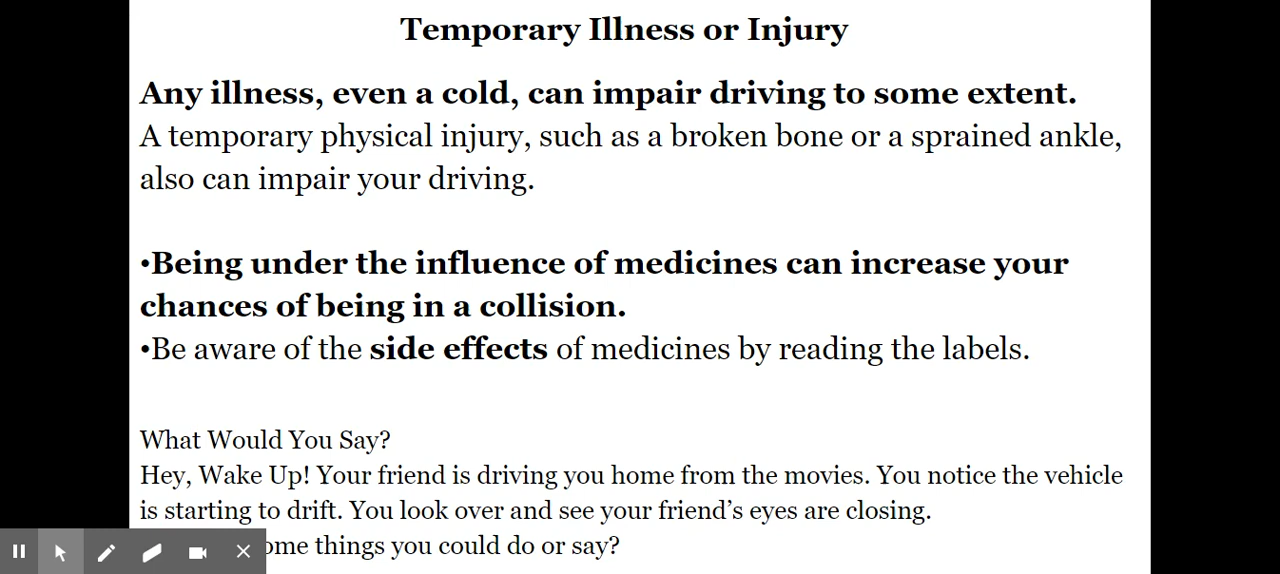 Temporary Illness or Injury
Any illness, even a cold, can impair driving to some extent.
A temporary physical injury, such as a broken bone or a sprained ankle,
also can impair your driving.
•Being under the influence of medicines can increase your
chances of being in a collision.
•Be aware of the side effects of medicines by reading the labels.
What Would You Say?
Hey, Wake Up! Your friend is driving you home from the movies. You notice the vehicle
is starting to drift. You look over and see your friend’s eyes are closing.
things you could do or say?